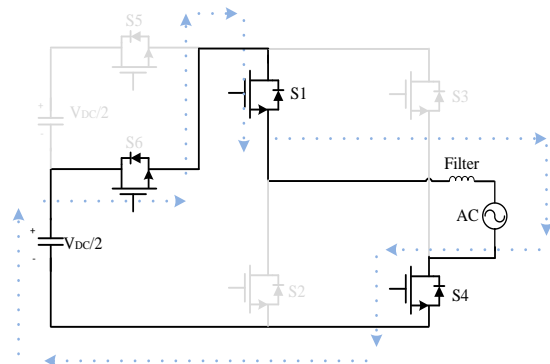 S5
+
VDC/2
-
S6
S1
S3
Filter
AC
+
VDC/2
-
S2
S4